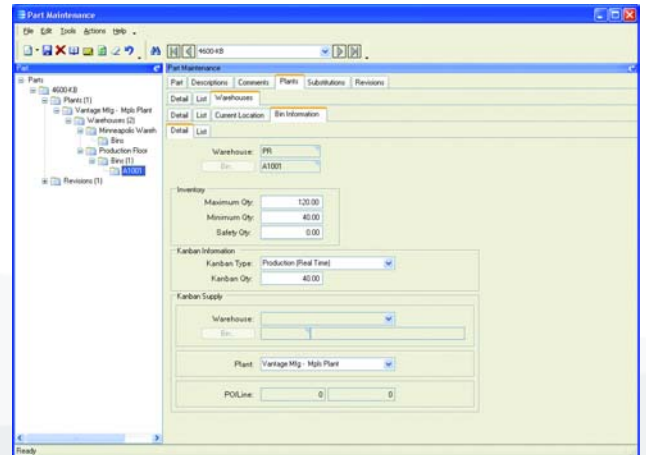 Part Maintenance
File Edit Tools Actions Help
4600-KB
Part
Parts
4600-KB
Plants (1)
Vantage Mfg - Mpls Plant
Warehouses (2)
Minneapolis Wareh
Bins
Production Floor
Bins (1)
A1001
Revisions (1)
Part Maintenance
Part Descriptions Comments Plants Substitutions Revisions
Detail List Warehouses
Detail List Current Location Bin Information
Detail List
Warehouse: PR
Bin... A1001
Inventory
Maximum Qty: 120.00
Minimum Qty: 40.00
Safety Qty: 0.00
Kanban Information
Kanban Type: Production (Real Time)
Kanban Qty: 40.00
Kanban Supply
Warehouse:
Bin...
Plant: Vantage Mfg - Mpls Plant
PO/Line: 0 0
Ready